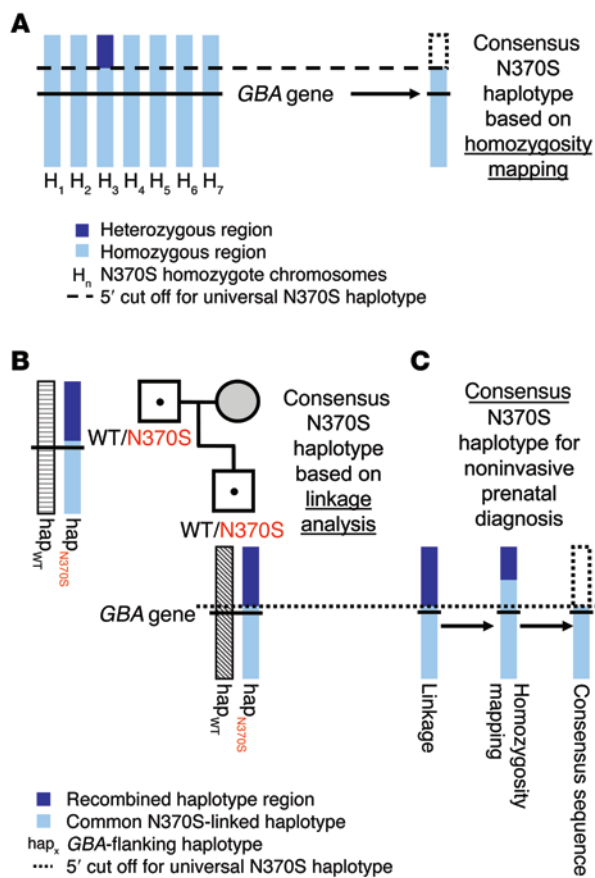 A
GBA gene
Consensus
N370S
haplotype
based on
homozygosity
mapping
H1 H2 H3 H4 H5 H6 H7
Heterozygous region
Homozygous region
Hn N370S homozygote chromosomes
5′ cut off for universal N370S haplotype
B
C
WT/N370S
hapWT
hapN370S
Consensus
N370S
haplotype
based on
linkage
analysis
WT/N370S
Consensus
N370S
haplotype for
noninvasive
prenatal
diagnosis
GBA gene
hapWT
hapN370S
Linkage
Homozygosity
mapping
Consensus sequence
Recombined haplotype region
Common N370S-linked haplotype
hapx GBA-flanking haplotype
5′ cut off for universal N370S haplotype